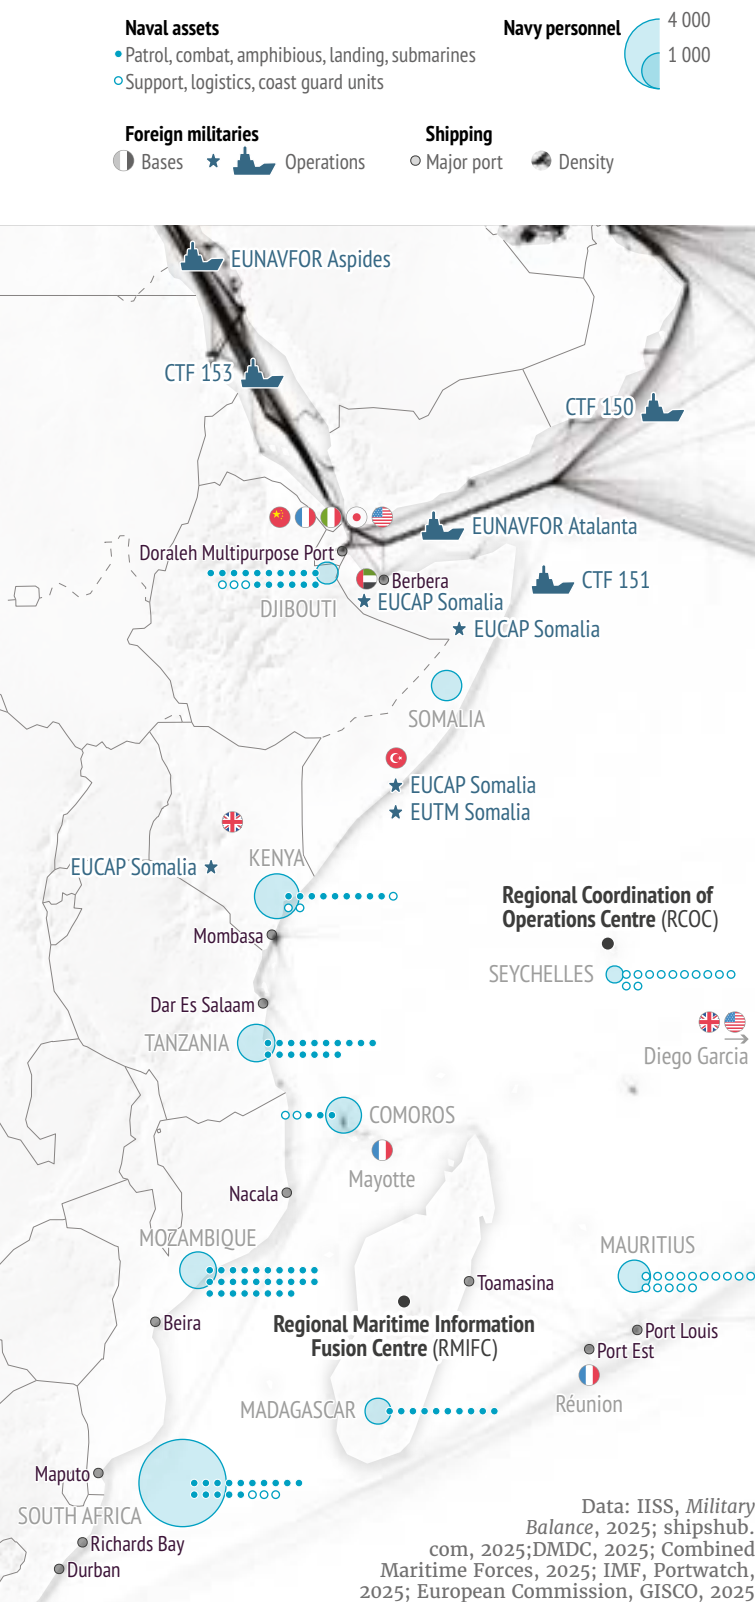 Naval assets
Patrol, combat, amphibious, landing, submarines
Support, logistics, coast guard units
Navy personnel
4 000
1 000
Foreign militaries
Bases
Operations
Shipping
Major port
Density
EUNAVFOR Aspides
CTF 153
CTF 150
EUNAVFOR Atalanta
Doraleh Multipurpose Port
Berbera
CTF 151
EUCAP Somalia
DJIBOUTI
EUCAP Somalia
SOMALIA
EUCAP Somalia
EUTM Somalia
KENYA
EUCAP Somalia
Regional Coordination of
Operations Centre (RCOC)
Mombasa
SEYCHELLES
Dar Es Salaam
TANZANIA
Diego Garcia
COMOROS
Mayotte
Nacala
MOZAMBIQUE
MAURITIUS
Toamasina
Beira
Regional Maritime Information
Fusion Centre (RMIFC)
Port Louis
Port Est
Réunion
MADAGASCAR
Maputo
SOUTH AFRICA
Richards Bay
Durban
Data: IISS, Military
Balance, 2025; shipshub.
com, 2025;DMDC, 2025; Combined
Maritime Forces, 2025; IMF, Portwatch,
2025; European Commission, GISCO, 2025